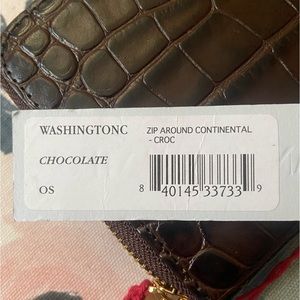 WASHINGTONC
ZIP AROUND CONTINENTAL
- CROC
CHOCOLATE
OS
8 40145 33733 9